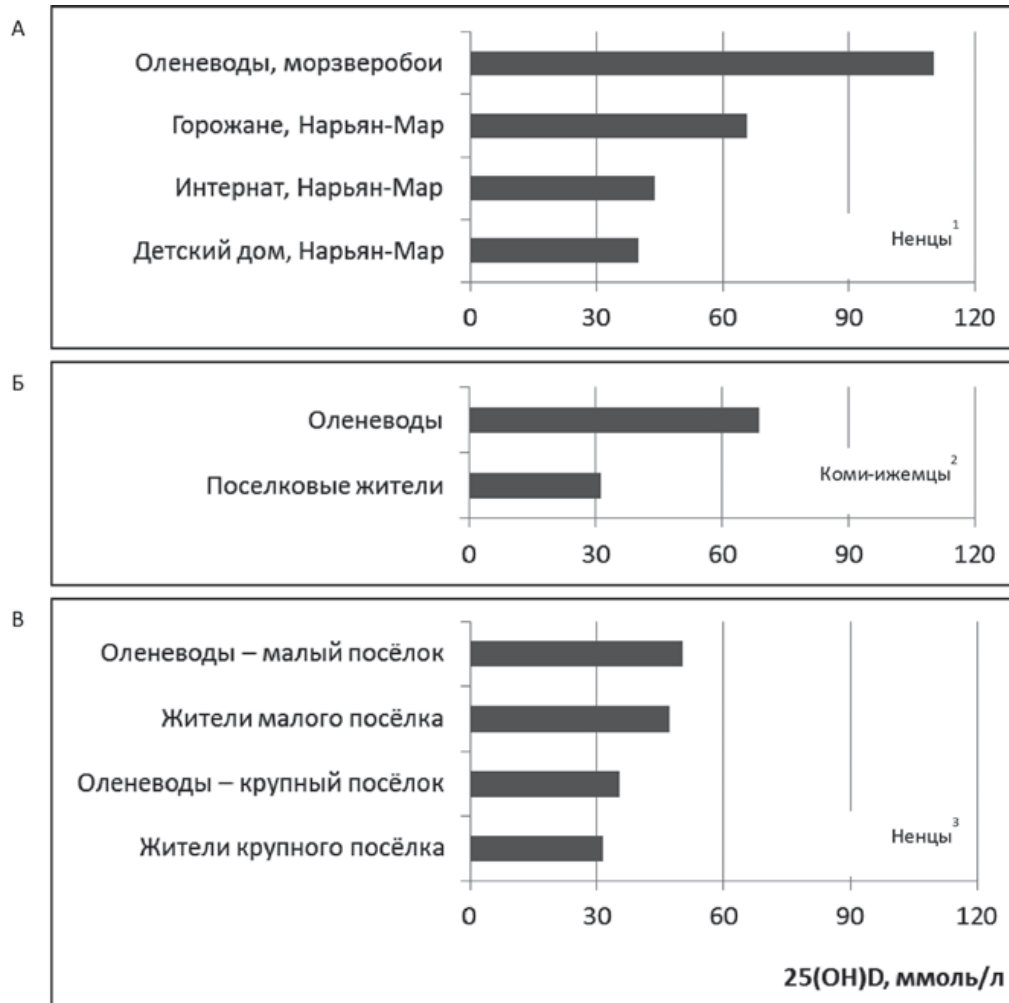 А
Оленеводы, морзверобои
Горожане, Нарьян-Мар
Интернат, Нарьян-Мар
Детский дом, Нарьян-Мар
Ненцы¹
0 30 60 90 120
Б
Оленеводы
Поселковые жители
Коми-ижемцы²
0 30 60 90 120
В
Оленеводы – малый посёлок
Жители малого посёлка
Оленеводы – крупный посёлок
Жители крупного посёлка
Ненцы³
0 30 60 90 120
25(OH)D, ммоль/л